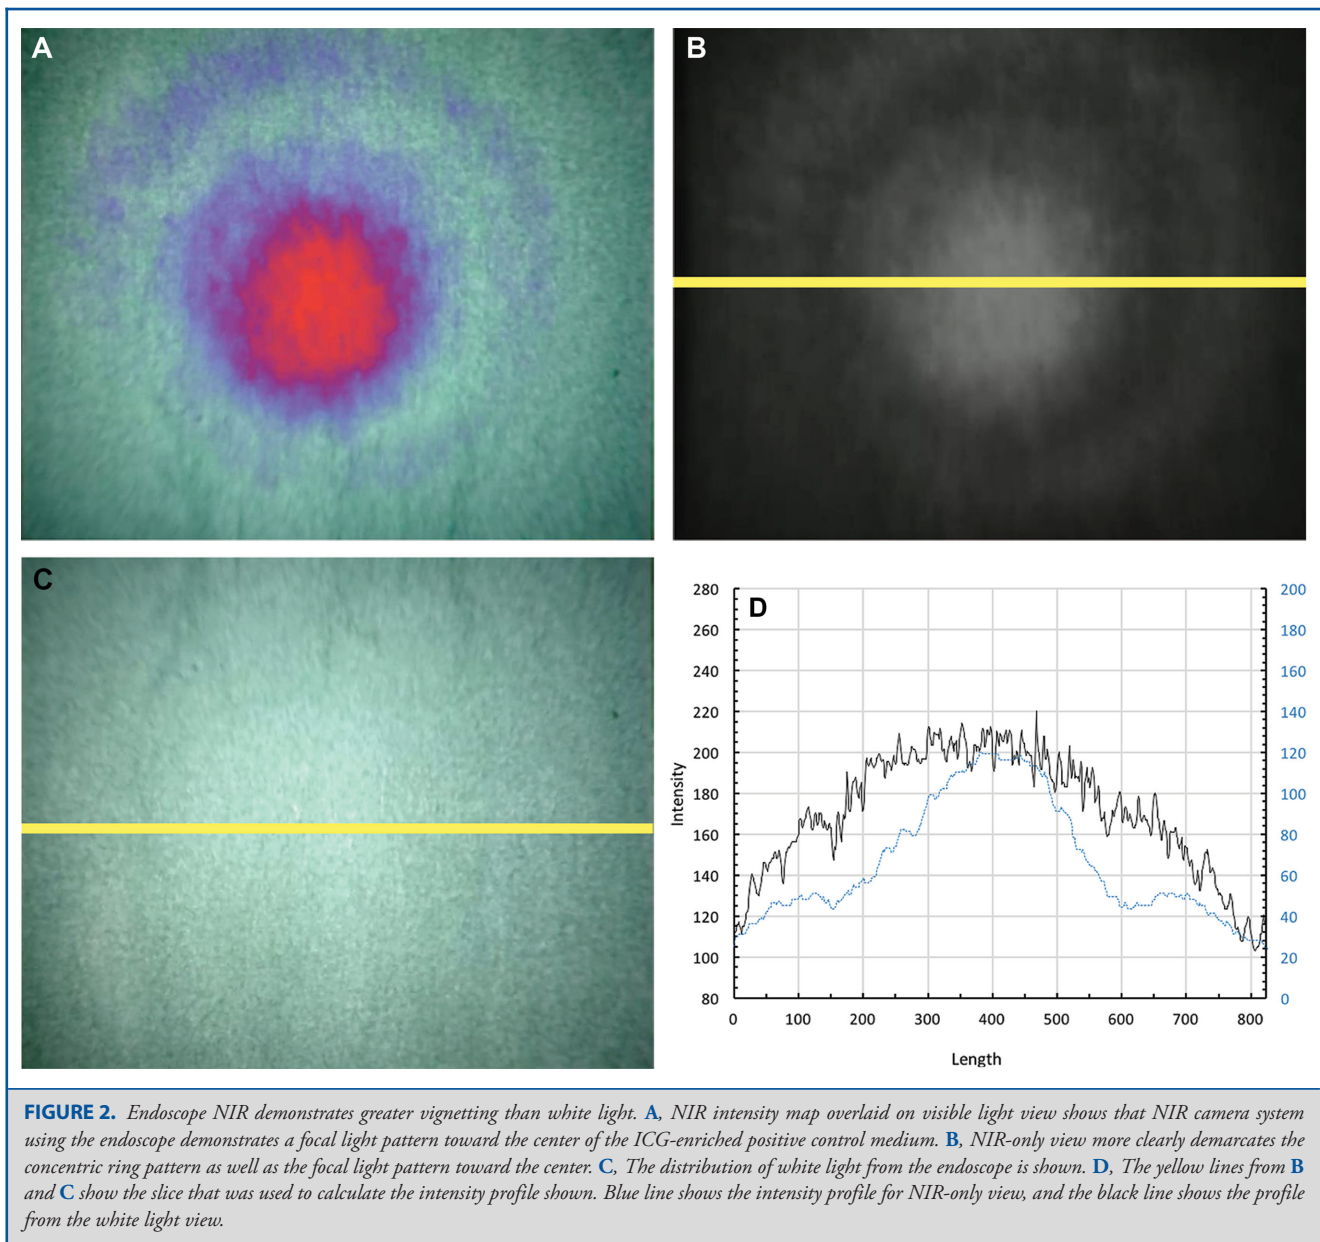 A
B
C
D
280
260
240
220
200
180
160
140
120
100
80
Intensity
200
180
160
140
120
100
80
60
40
20
0
0 100 200 300 400 500 600 700 800
Length
FIGURE 2. Endoscope NIR demonstrates greater vignetting than white light. A, NIR intensity map overlaid on visible light view shows that NIR camera system
using the endoscope demonstrates a focal light pattern toward the center of the ICG-enriched positive control medium. B, NIR-only view more clearly demarcates the
concentric ring pattern as well as the focal light pattern toward the center. C, The distribution of white light from the endoscope is shown. D, The yellow lines from B
and C show the slice that was used to calculate the intensity profile shown. Blue line shows the intensity profile for NIR-only view, and the black line shows the profile
from the white light view.